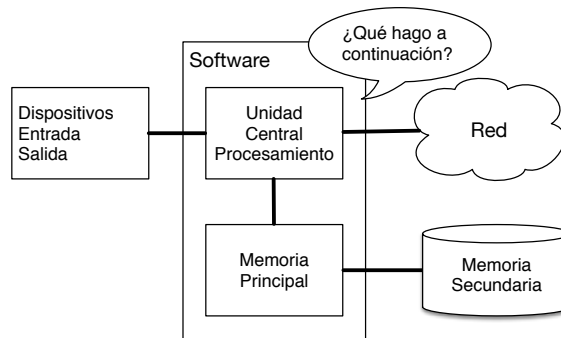 ¿Qué hago a
continuación?
Software
Dispositivos
Entrada
Salida
Unidad
Central
Procesamiento
Red
Memoria
Principal
Memoria
Secundaria